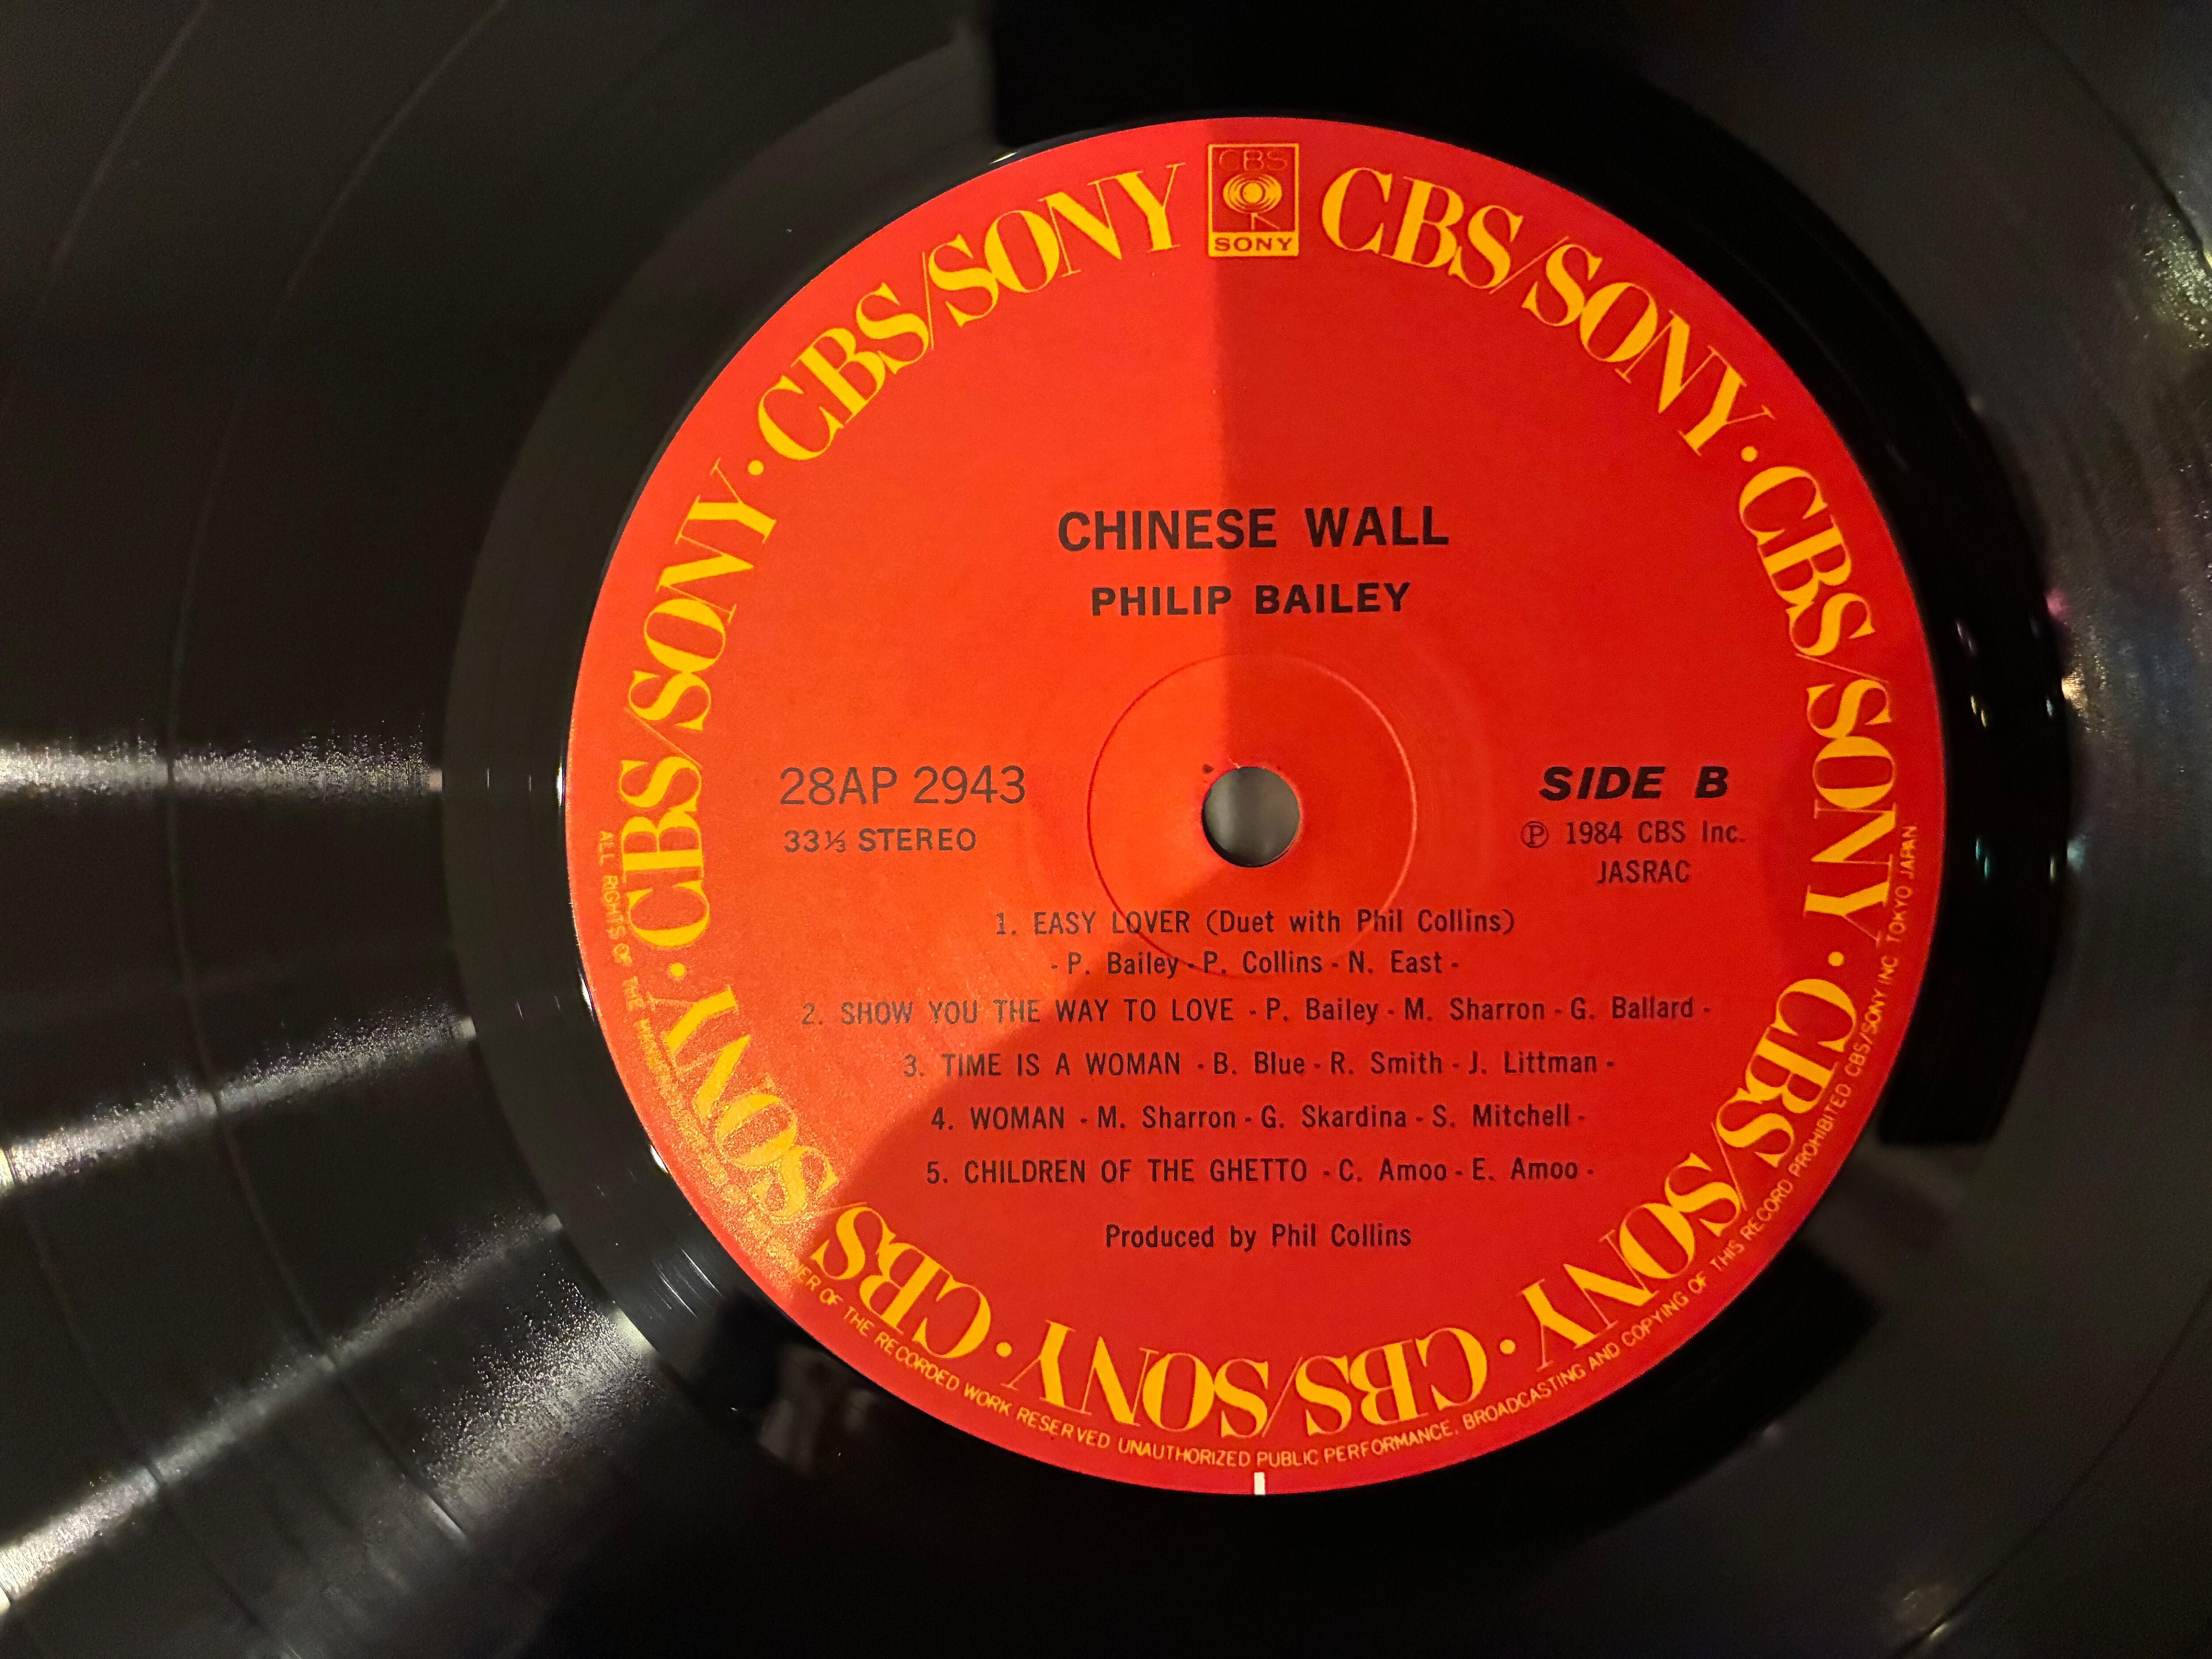 CBS
SONY
CBS/SONY · CBS/SONY · CBS/SONY · CBS/SONY · CBS/SONY · CBS/SONY · CBS/SONY · CBS/SONY
CHINESE WALL
PHILIP BAILEY
28AP 2943
33⅓ STEREO
SIDE B
Ⓟ 1984 CBS Inc.
JASRAC
1. EASY LOVER (Duet with Phil Collins)
- P. Bailey - P. Collins - N. East -
2. SHOW YOU THE WAY TO LOVE - P. Bailey - M. Sharron - G. Ballard -
3. TIME IS A WOMAN - B. Blue - R. Smith - J. Littman -
4. WOMAN - M. Sharron - G. Skardina - S. Mitchell -
5. CHILDREN OF THE GHETTO - C. Amoo - E. Amoo -
Produced by Phil Collins
ALL RIGHTS OF THE OF THE RECORDED WORK RESERVED UNAUTHORIZED PUBLIC PERFORMANCE. BROADCASTING AND COPYING OF THIS RECORD PROHIBITED CBS/SONY INC TOKYO JAPAN